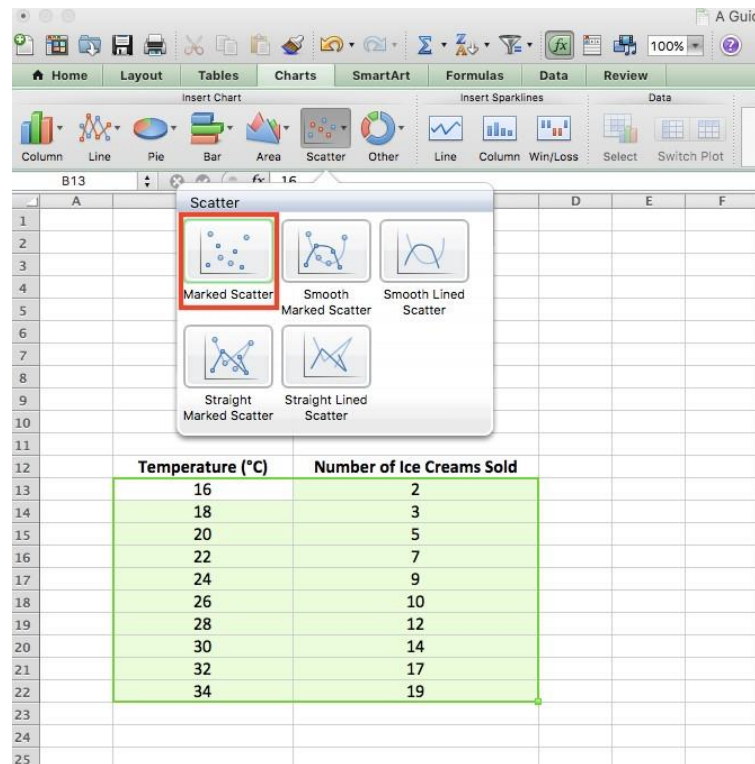 A Guid
100%
Home Layout Tables Charts SmartArt Formulas Data Review
Insert Chart Insert Sparklines Data
Column Line Pie Bar Area Scatter Other Line Column Win/Loss Select Switch Plot
B13 fx 16
A D E F
Scatter
Marked Scatter Smooth Marked Scatter Smooth Lined Scatter
Straight Marked Scatter Straight Lined Scatter
1
2
3
4
5
6
7
8
9
10
11
12 Temperature (°C) Number of Ice Creams Sold
13 16 2
14 18 3
15 20 5
16 22 7
17 24 9
18 26 10
19 28 12
20 30 14
21 32 17
22 34 19
23
24
25